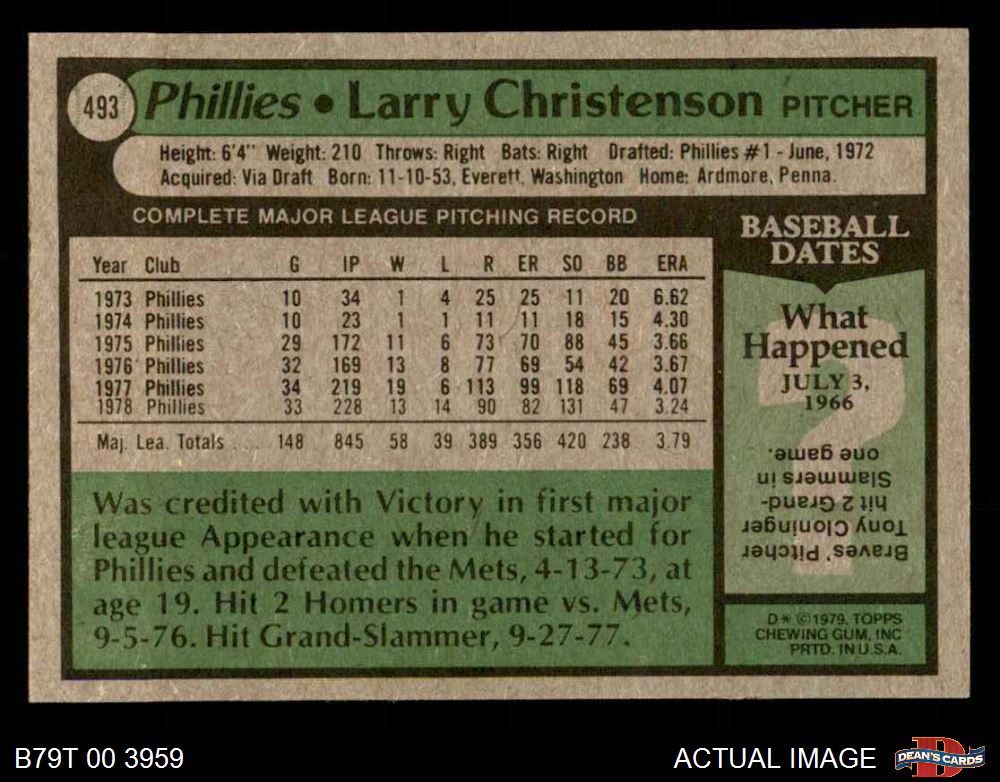 493 Phillies • Larry Christenson PITCHER
Height: 6'4" Weight: 210 Throws: Right Bats: Right Drafted: Phillies #1 - June, 1972
Acquired: Via Draft Born: 11-10-53, Everett, Washington Home: Ardmore, Penna.
COMPLETE MAJOR LEAGUE PITCHING RECORD
Year Club G IP W L R ER SO BB ERA
1973 Phillies 10 34 1 4 25 25 11 20 6.62
1974 Phillies 10 23 1 1 11 11 18 15 4.30
1975 Phillies 29 172 11 6 73 70 88 45 3.66
1976 Phillies 32 169 13 8 77 69 54 42 3.67
1977 Phillies 34 219 19 6 113 99 118 69 4.07
1978 Phillies 33 228 13 14 90 82 131 47 3.24
Maj. Lea. Totals ... 148 845 58 39 389 356 420 238 3.79
Was credited with Victory in first major
league Appearance when he started for
Phillies and defeated the Mets, 4-13-73, at
age 19. Hit 2 Homers in game vs. Mets,
9-5-76. Hit Grand-Slammer, 9-27-77.
BASEBALL
DATES
What
Happened
JULY 3,
1966
?
Braves' Pitcher
Tony Cloninger
hit 2 Grand-
Slammers in
one game.
D* ©1979. TOPPS
CHEWING GUM, INC
PRTD. IN U.S.A.
B79T 00 3959
ACTUAL IMAGE
D
DEAN'S CARDS